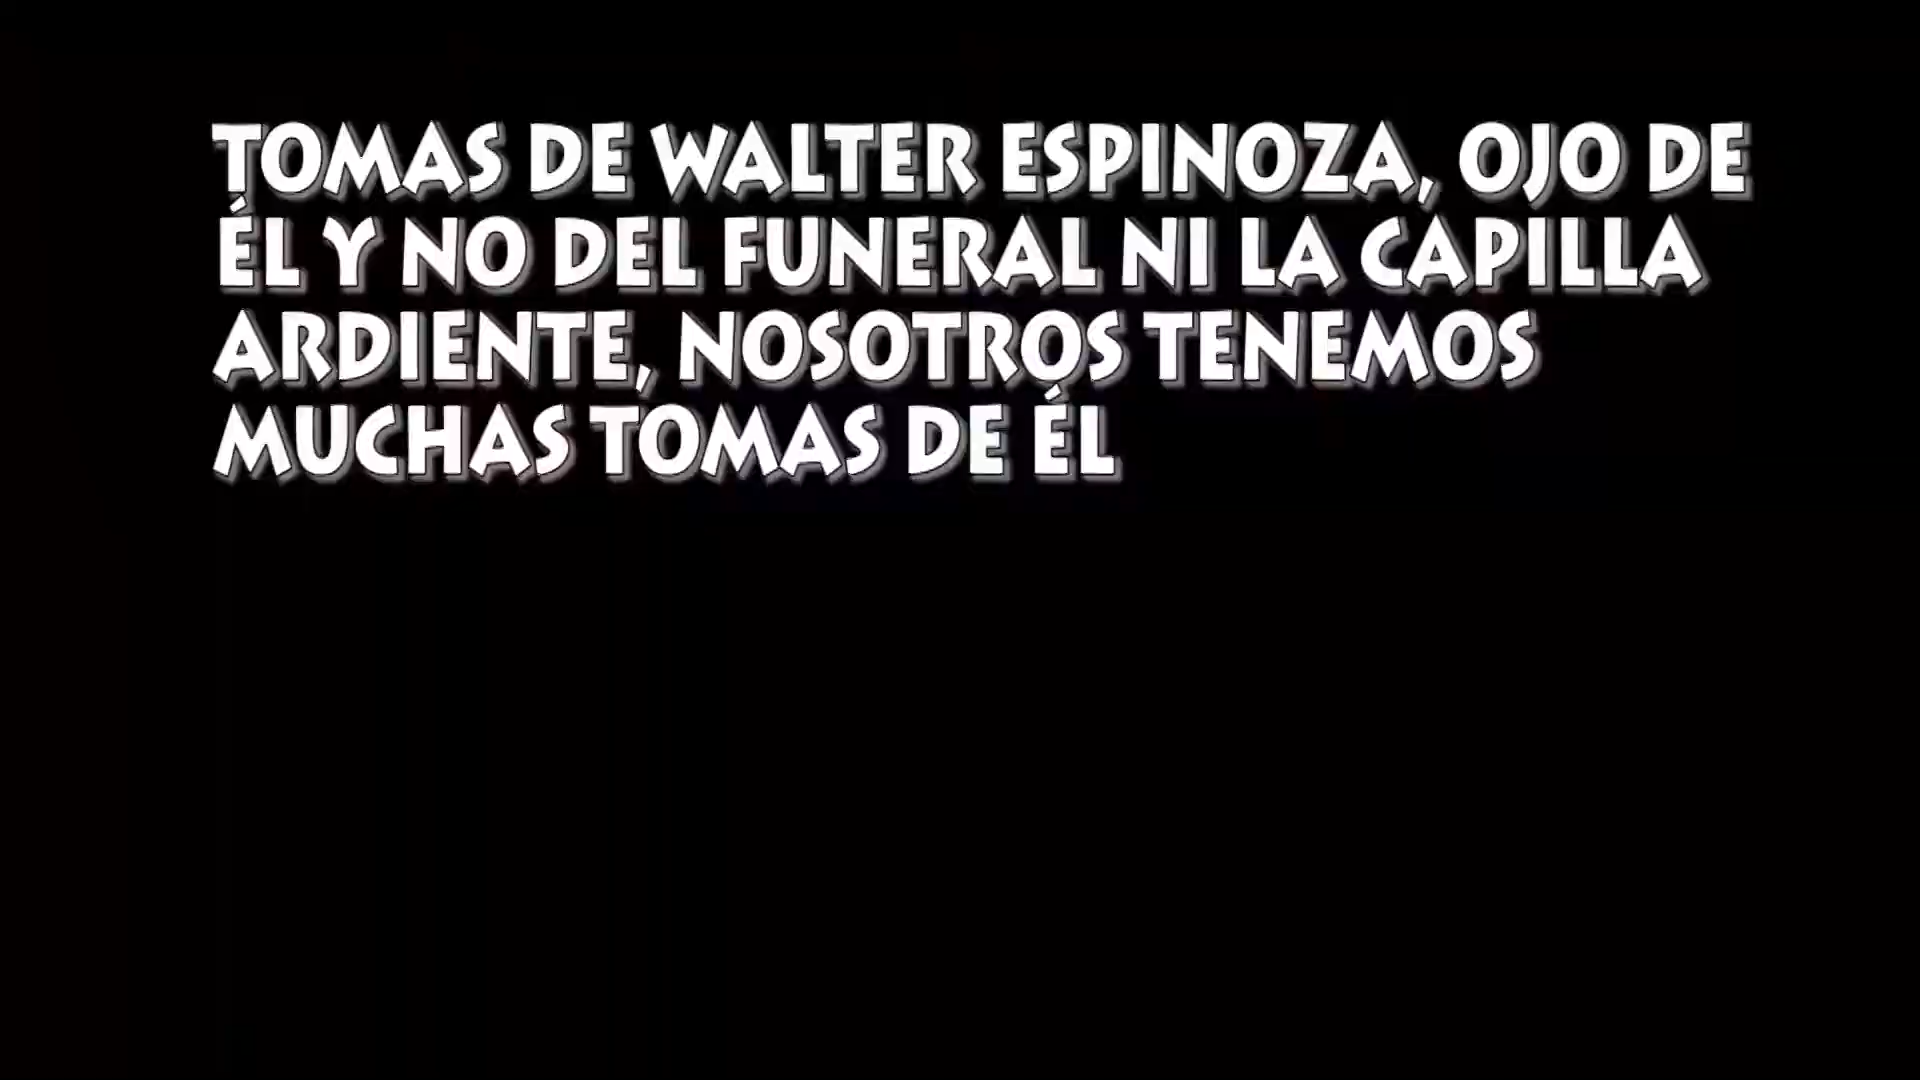 TOMAS DE WALTER ESPINOZA, OJO DE
ÉL Y NO DEL FUNERAL NI LA CAPILLA
ARDIENTE, NOSOTROS TENEMOS
MUCHAS TOMAS DE ÉL